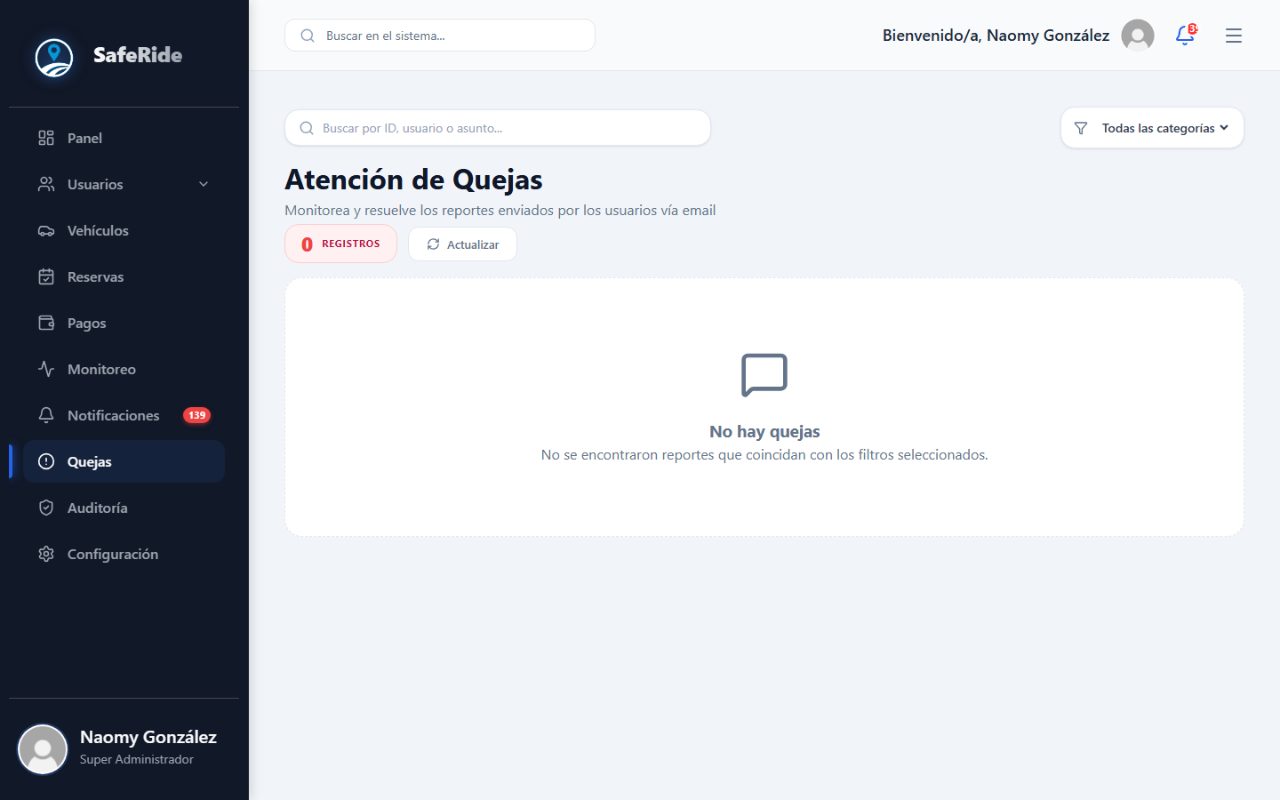 SafeRide
Panel
Usuarios
Vehículos
Reservas
Pagos
Monitoreo
Notificaciones 139
Quejas
Auditoría
Configuración
Naomy González
Super Administrador
Buscar en el sistema...
Bienvenido/a, Naomy González
Buscar por ID, usuario o asunto...
Todas las categorías
Atención de Quejas
Monitorea y resuelve los reportes enviados por los usuarios vía email
0 REGISTROS
Actualizar
No hay quejas
No se encontraron reportes que coincidan con los filtros seleccionados.